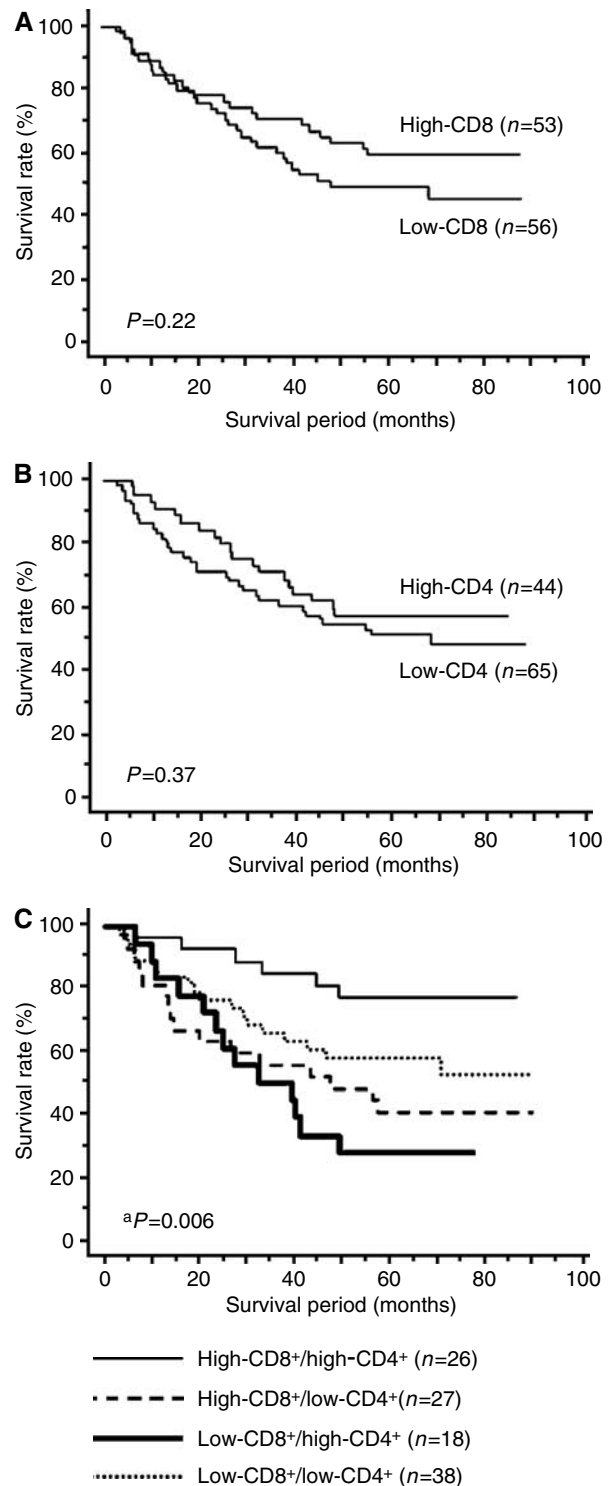 A
100
80
60
40
20
0
Survival rate (%)
High-CD8 (n=53)
Low-CD8 (n=56)
P=0.22
0 20 40 60 80 100
Survival period (months)
B
100
80
60
40
20
0
Survival rate (%)
High-CD4 (n=44)
Low-CD4 (n=65)
P=0.37
0 20 40 60 80 100
Survival period (months)
C
100
80
60
40
20
0
Survival rate (%)
ᵃP=0.006
0 20 40 60 80 100
Survival period (months)
High-CD8⁺/high-CD4⁺ (n=26)
High-CD8⁺/low-CD4⁺(n=27)
Low-CD8⁺/high-CD4⁺ (n=18)
Low-CD8⁺/low-CD4⁺ (n=38)